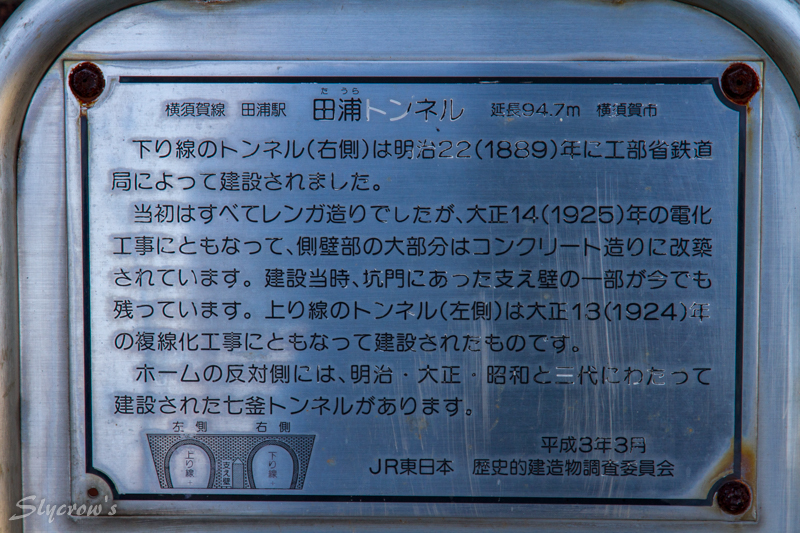 たうら
横須賀線 田浦駅 田浦トンネル 延長94.7m 横須賀市
下り線のトンネル(右側)は明治22(1889)年に工部省鉄道
局によって建設されました。
当初はすべてレンガ造りでしたが、大正14(1925)年の電化
工事にともなって、側壁部の大部分はコンクリート造りに改築
されています。建設当時、坑門にあった支え壁の一部が今でも
残っています。上り線のトンネル(左側)は大正13(1924)年
の複線化工事にともなって建設されたものです。
ホームの反対側には、明治・大正・昭和と三代にわたって
建設された七釜トンネルがあります。
左側 右側
上り線 支え壁 下り線
平成3年3月
JR東日本 歴史的建造物調査委員会
Slycrow's